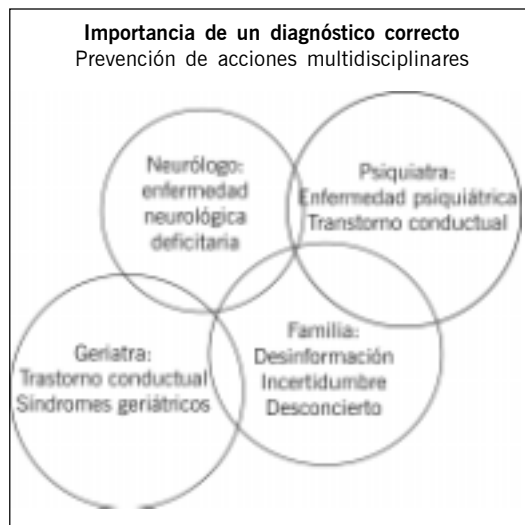 Importancia de un diagnóstico correcto
Prevención de acciones multidisciplinares
Neurólogo:
enfermedad
neurológica
deficitaria
Psiquiatra:
Enfermedad psiquiátrica
Transtorno conductual
Geriatra:
Trastorno conductual
Síndromes geriátricos
Familia:
Desinformación
Incertidumbre
Desconcierto